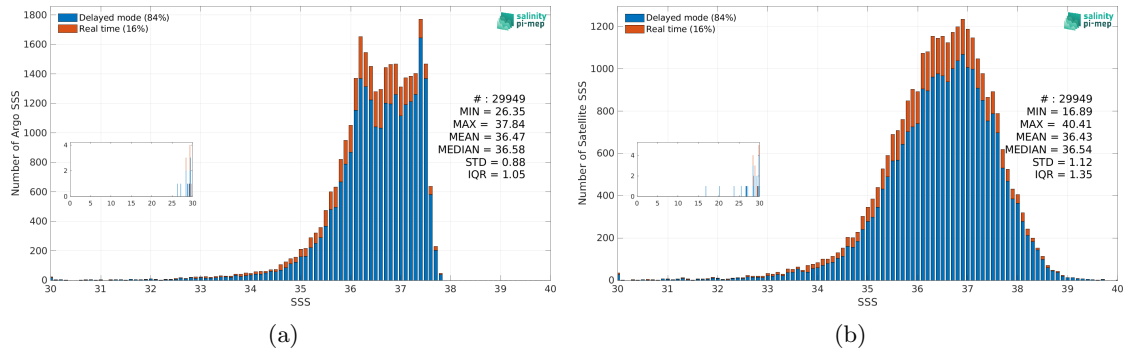 Delayed mode (84%)
Real time (16%)
salinity
pi-mep
1800
1600
1400
1200
1000
800
600
400
200
0
Number of Argo SSS
# : 29949
MIN = 26.35
MAX = 37.84
MEAN = 36.47
MEDIAN = 36.58
STD = 0.88
IQR = 1.05
4
2
0
0 5 10 15 20 25 30
30 31 32 33 34 35 36 37 38 39 40
SSS
(a)
Delayed mode (84%)
Real time (16%)
salinity
pi-mep
1200
1000
800
600
400
200
0
Number of Satellite SSS
# : 29949
MIN = 16.89
MAX = 40.41
MEAN = 36.43
MEDIAN = 36.54
STD = 1.12
IQR = 1.35
4
2
0
0 5 10 15 20 25 30
30 31 32 33 34 35 36 37 38 39 40
SSS
(b)